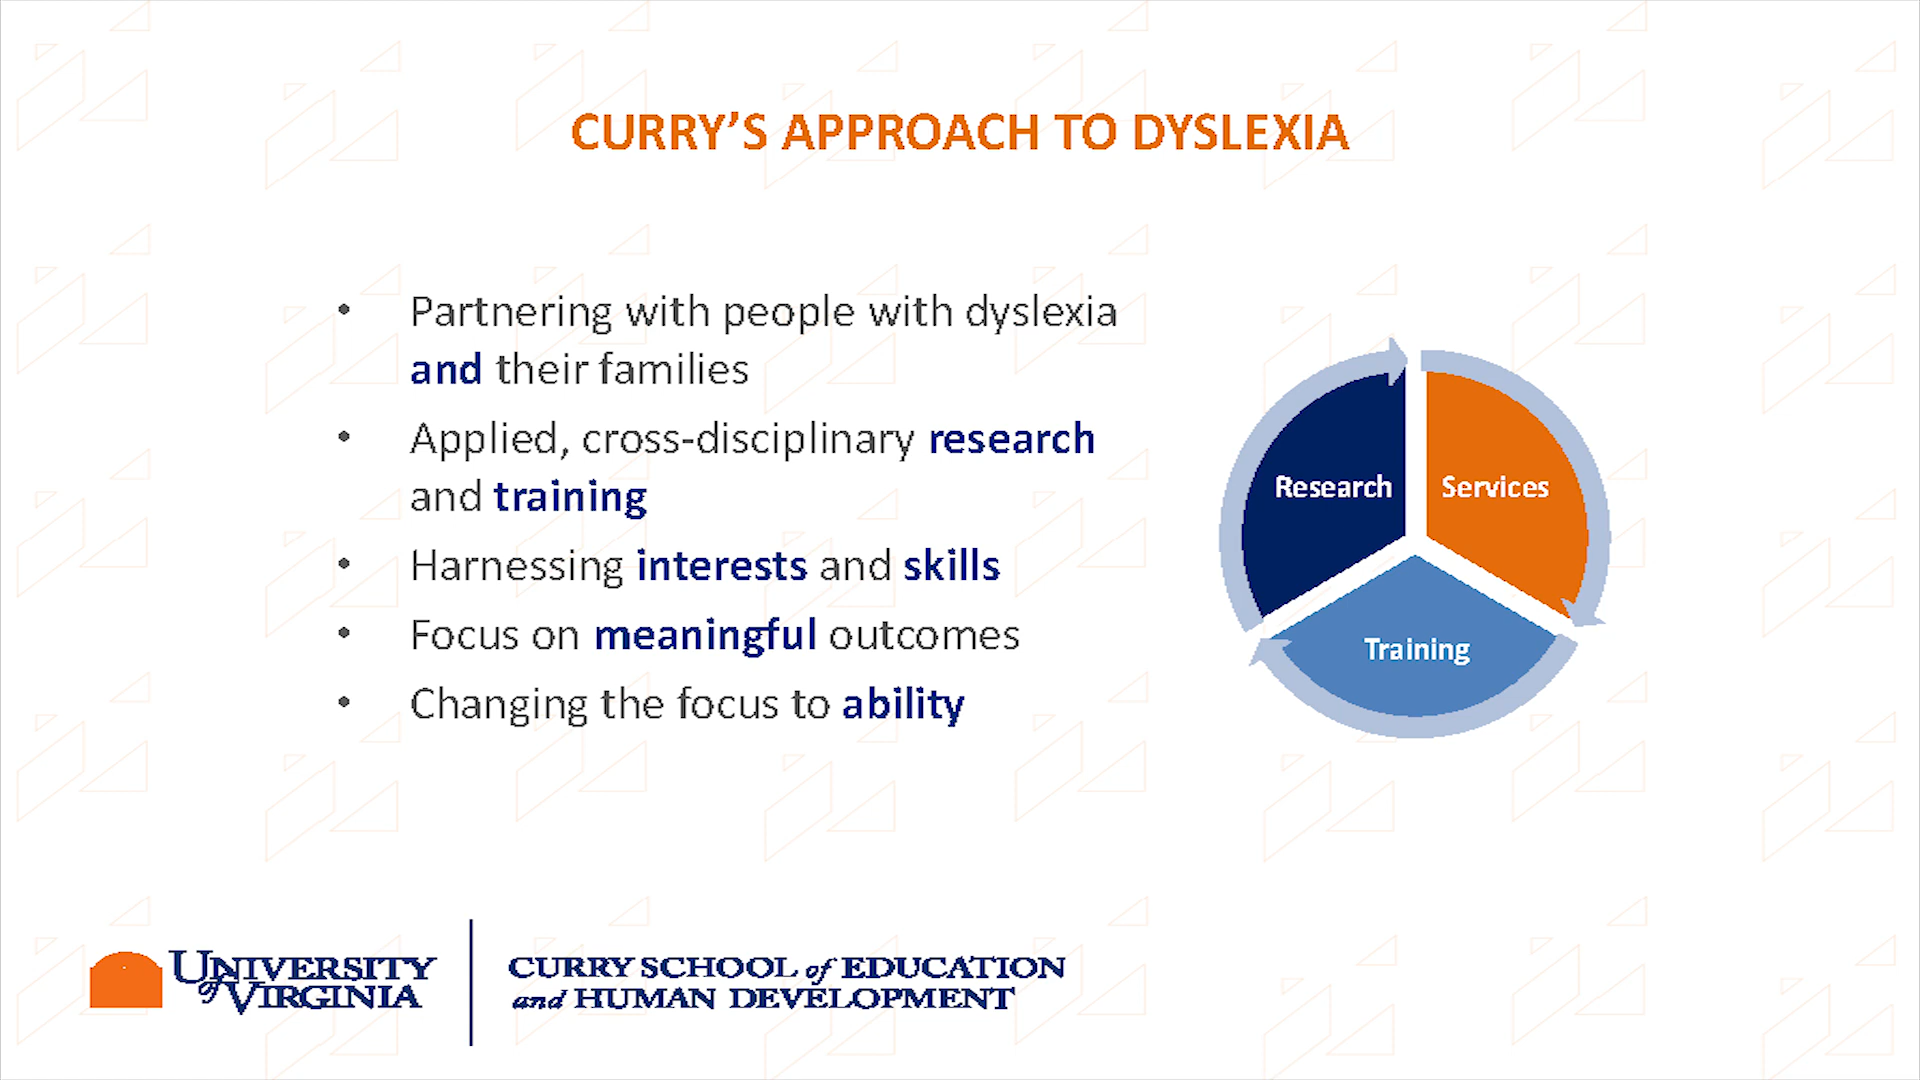 CURRY’S APPROACH TO DYSLEXIA
• Partnering with people with dyslexia
and their families
• Applied, cross-disciplinary research
and training
• Harnessing interests and skills
• Focus on meaningful outcomes
• Changing the focus to ability
Research
Services
Training
UNIVERSITY
of VIRGINIA
CURRY SCHOOL of EDUCATION
and HUMAN DEVELOPMENT